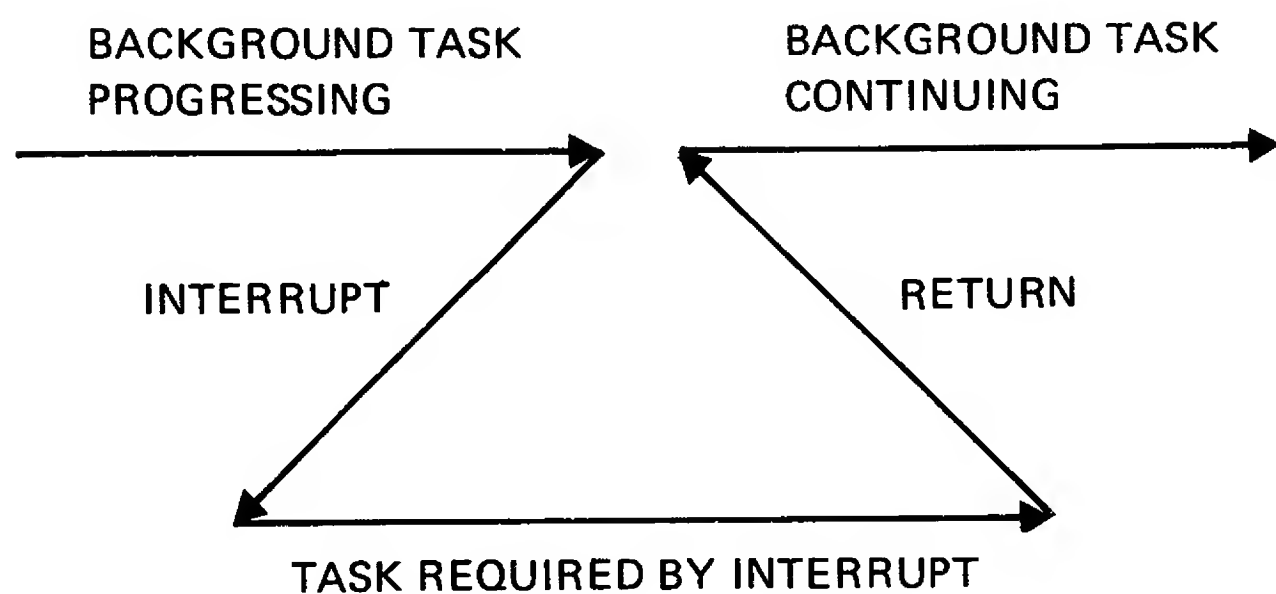 BACKGROUND TASK
PROGRESSING
BACKGROUND TASK
CONTINUING
INTERRUPT
RETURN
TASK REQUIRED BY INTERRUPT